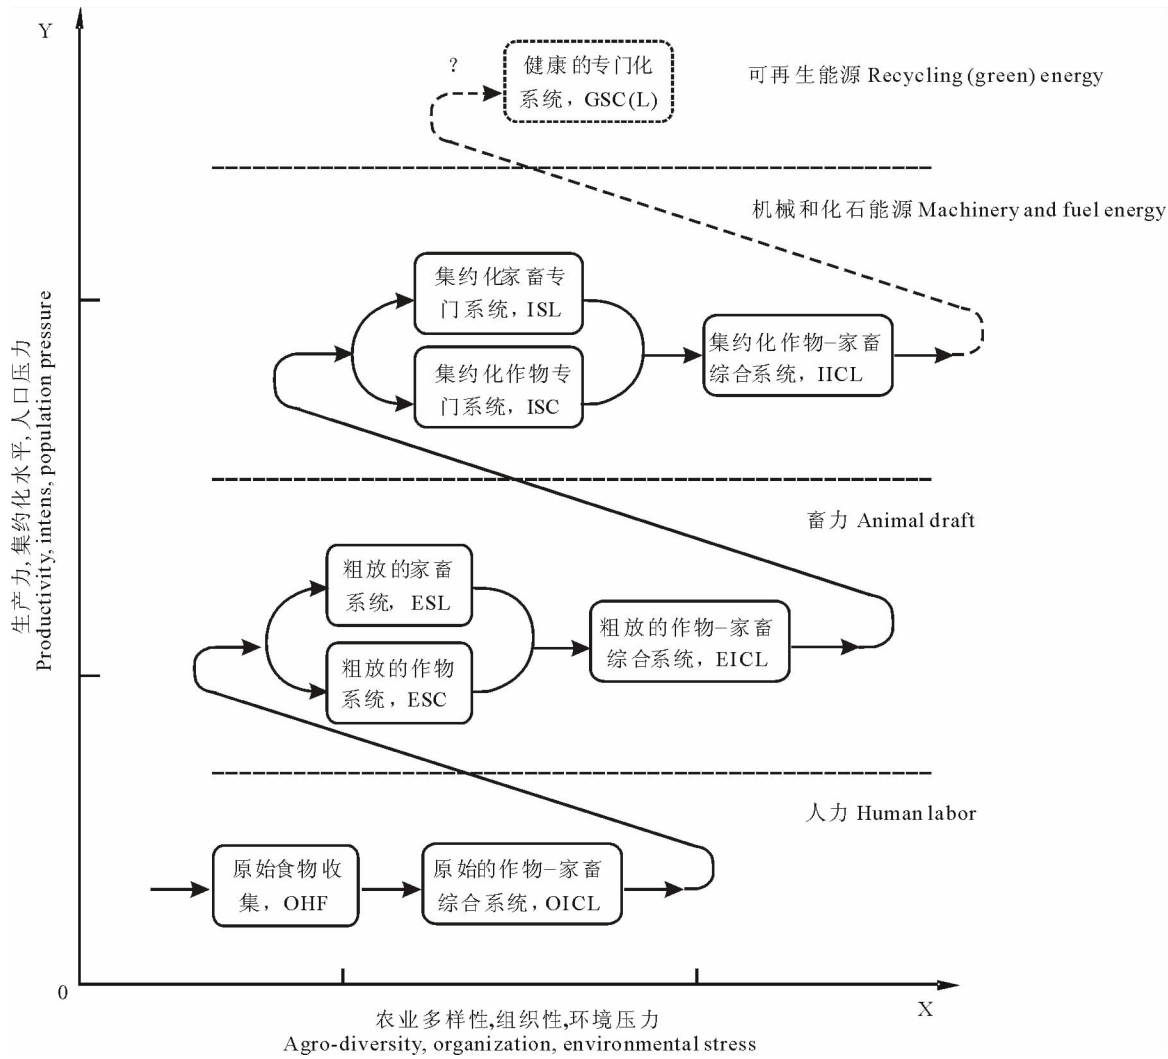 Y
?
健康的专门化
系统，GSC(L)
可再生能源 Recycling (green) energy
机械和化石能源 Machinery and fuel energy
集约化家畜专
门系统，ISL
集约化作物专
门系统，ISC
集约化作物–家畜
综合系统，IICL
畜力 Animal draft
粗放的家畜
系统，ESL
粗放的作物
系统，ESC
粗放的作物–家畜
综合系统，EICL
人力 Human labor
原始食物收
集，OHF
原始的作物–家畜
综合系统，OICL
生产力,集约化水平,人口压力
Productivity, intens, population pressure
0
X
农业多样性,组织性,环境压力
Agro-diversity, organization, environmental stress